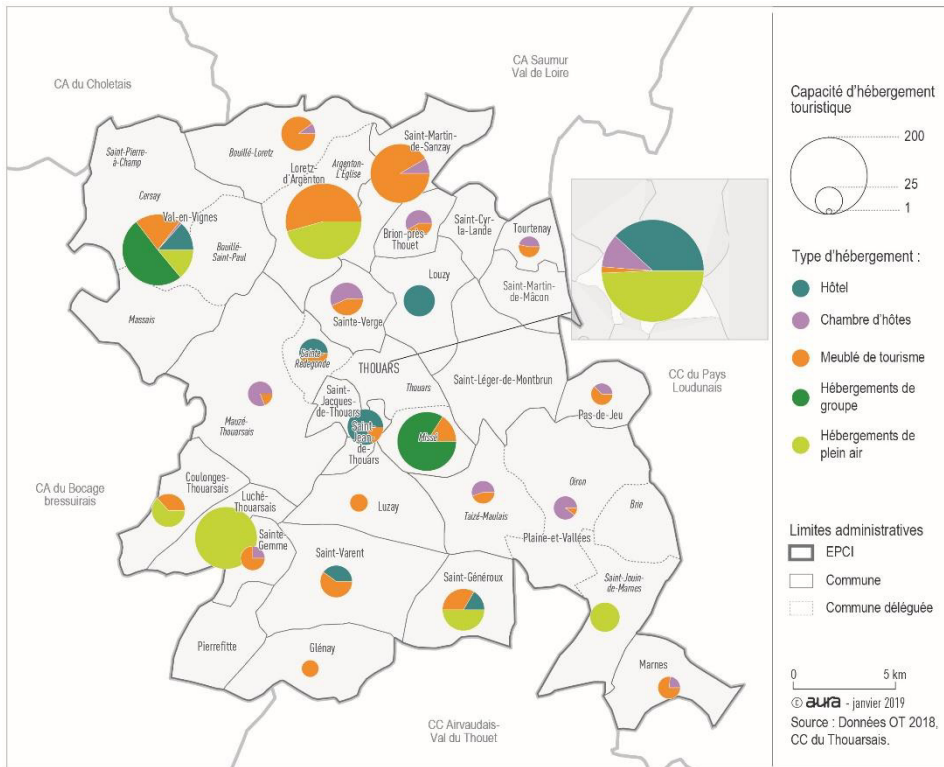 CA du Choletais
CA Saumur
Val de Loire
Saint-Pierre-
à-Champ
Bouillé-Loretz
Saint-Martin-
de-Sanzay
Cersay
Loretz-
d'Argenton
Argenton-
L'Église
Val-en-Vignes
Bouillé-
Saint-Paul
Brion-près-
Thouet
Saint-Cyr-
la-Lande
Tourtenay
Massais
Louzy
Saint-Martin-
de-Mâcon
Sainte-Verge
Sainte-
Radegonde
THOUARS
Thouars
Saint-Léger-de-Montbrun
CC du Pays
Loudunais
Saint-
Jacques-
de-Thouars
Pas-de-Jeu
Mauzé-
Thouarsais
Saint-
Jean-
de-
Thouars
Missé
CA du Bocage
bressuirais
Coulonges-
Thouarsais
Luché-
Thouarsais
Luzay
Taizé-Maulais
Oiron
Brie
Plaine-et-Vallées
Sainte-
Gemme
Saint-Varent
Saint-Généroux
Saint-Jouin-
de-Marnes
Pierrefitte
Glénay
Marnes
CC Airvaudais-
Val du Thouet
Capacité d'hébergement
touristique
200
25
1
Type d'hébergement :
Hôtel
Chambre d'hôtes
Meublé de tourisme
Hébergements de
groupe
Hébergements de
plein air
Limites administratives
EPCI
Commune
Commune déléguée
0 5 km
© aura - janvier 2019
Source : Données OT 2018,
CC du Thouarsais.